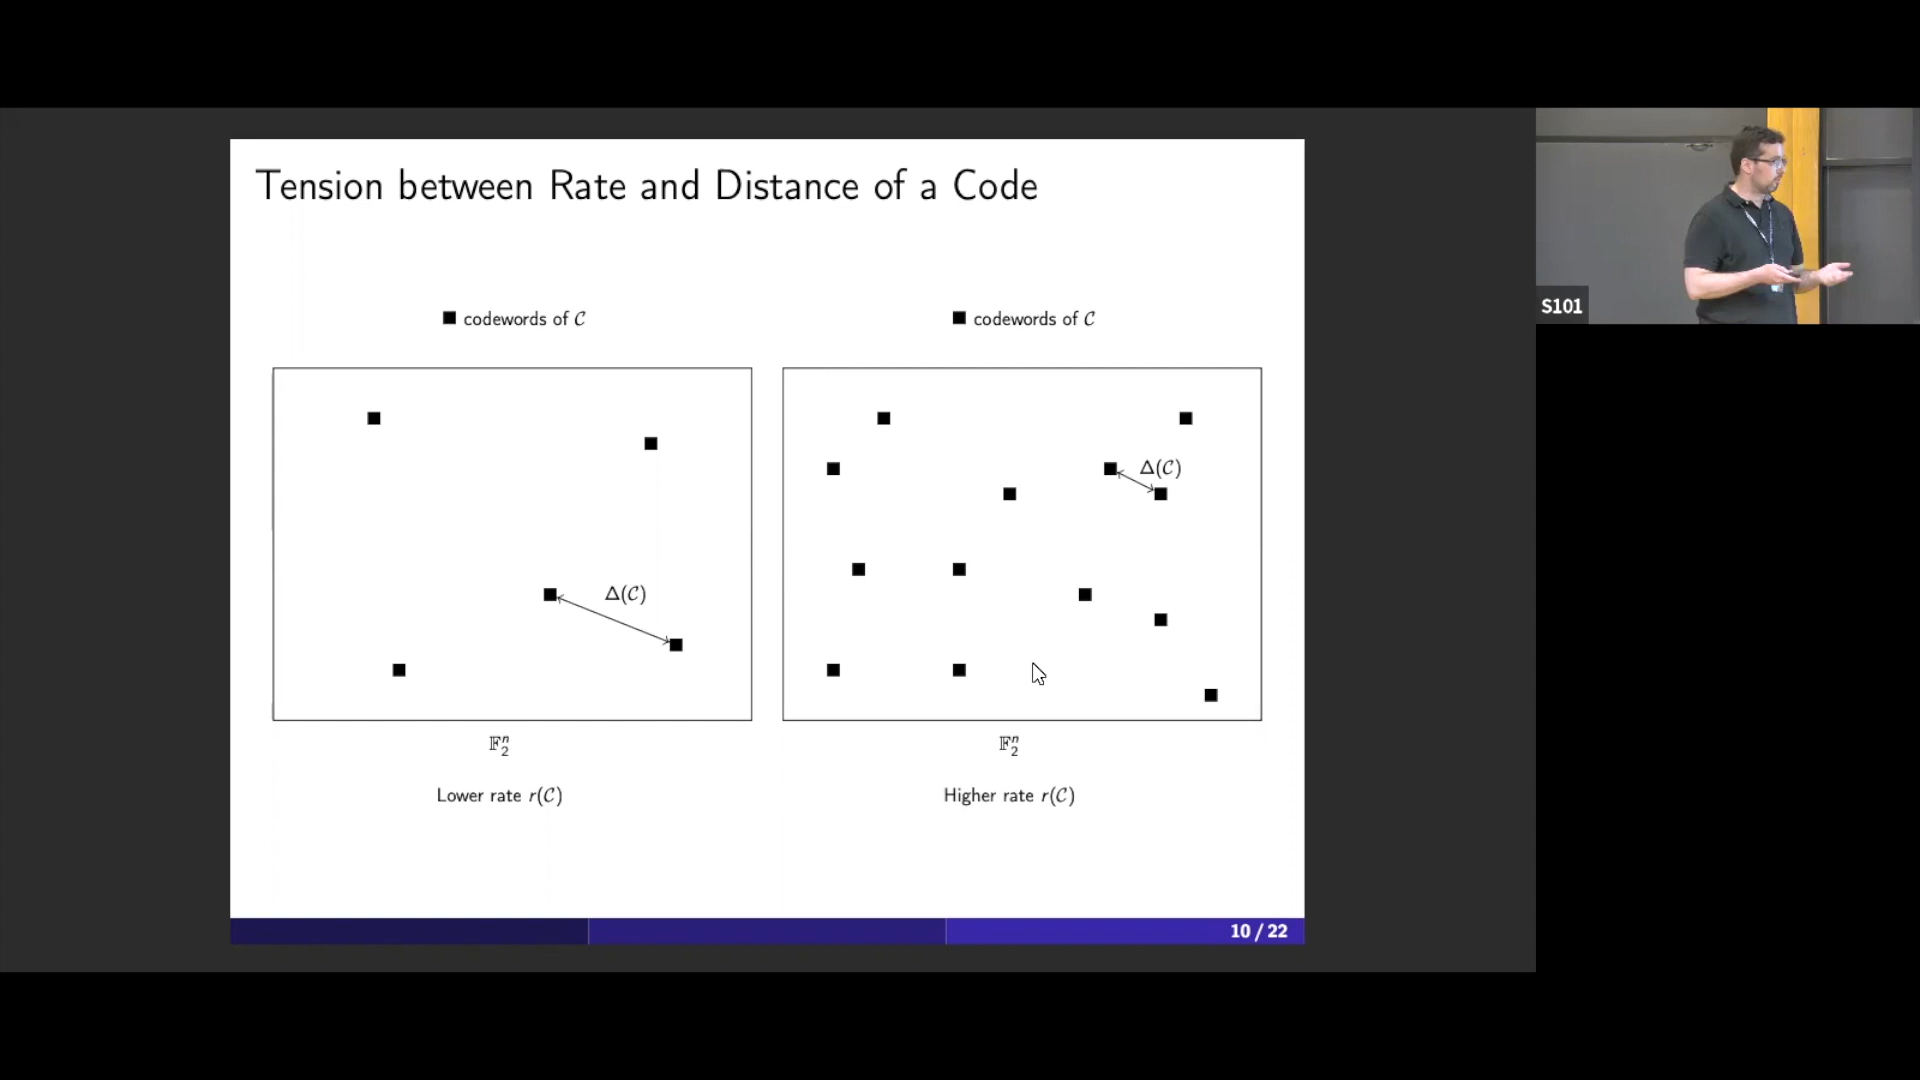 Tension between Rate and Distance of a Code
■ codewords of 𝒞
■ codewords of 𝒞
Δ(𝒞)
Δ(𝒞)
𝔽₂ⁿ
𝔽₂ⁿ
Lower rate r(𝒞)
Higher rate r(𝒞)
10 / 22
S101